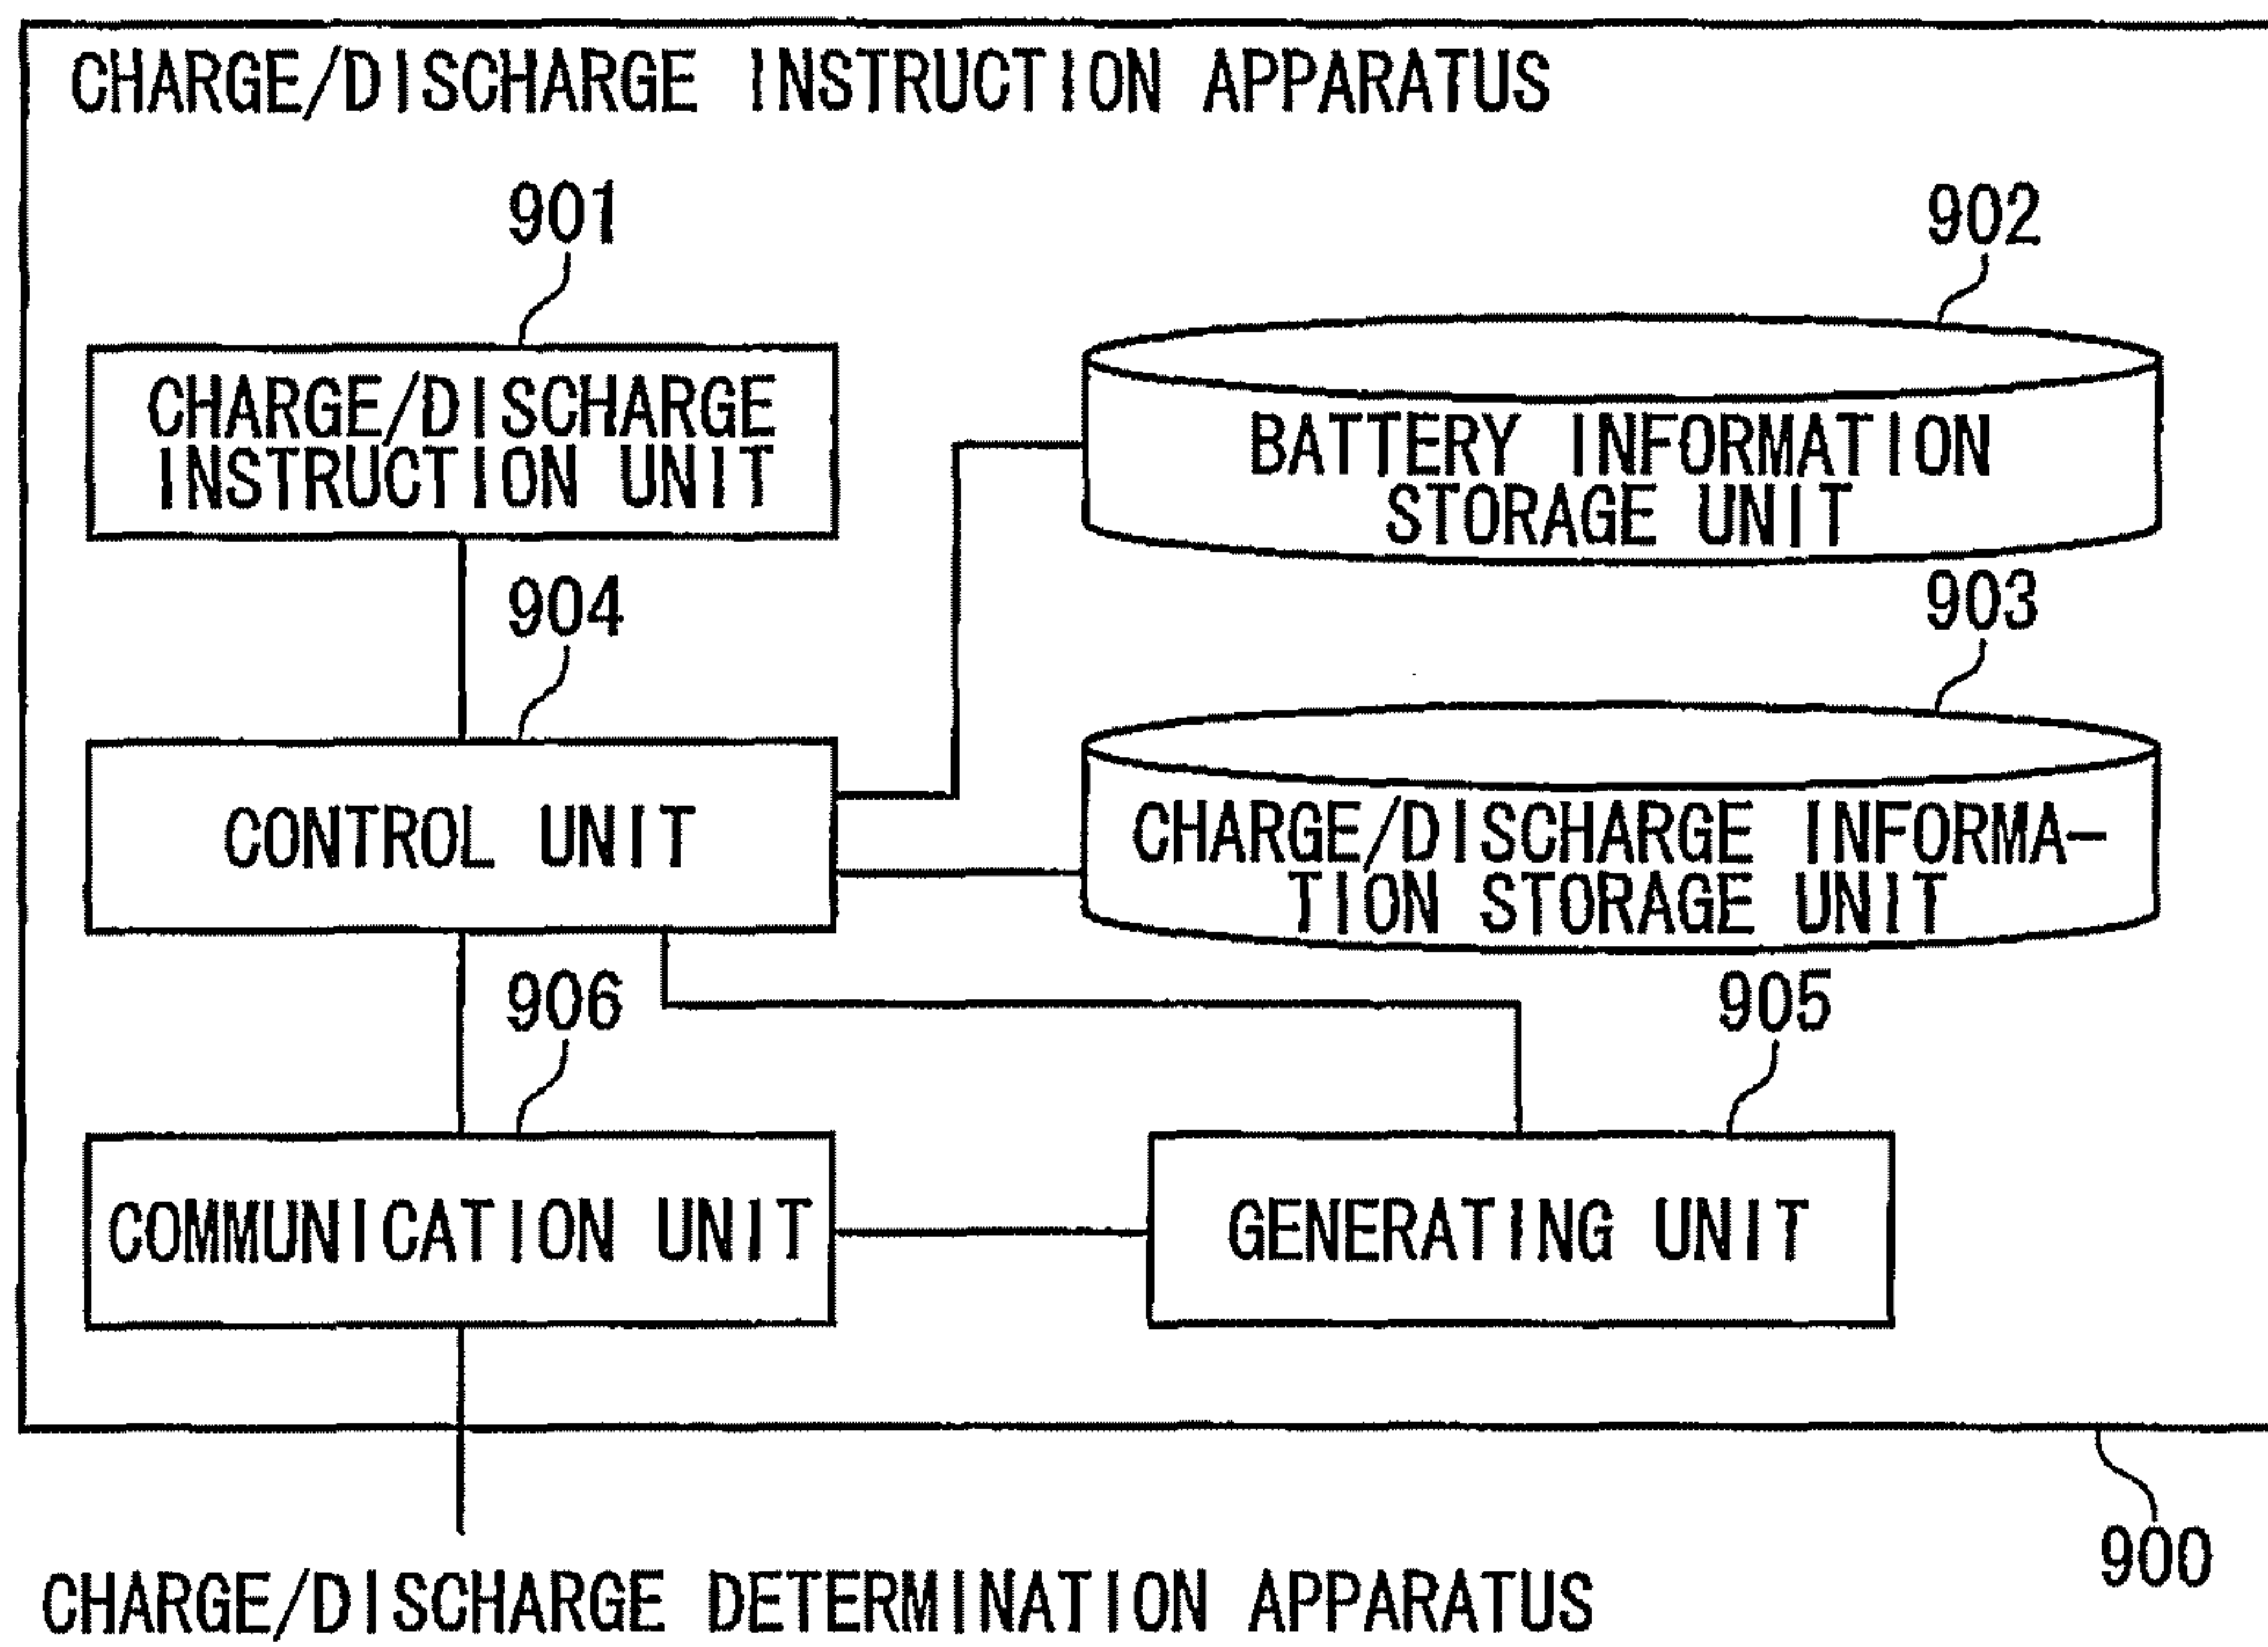 CHARGE/DISCHARGE INSTRUCTION APPARATUS
901
902
CHARGE/DISCHARGE
INSTRUCTION UNIT
BATTERY INFORMATION
STORAGE UNIT
904
903
CONTROL UNIT
CHARGE/DISCHARGE INFORMA-
TION STORAGE UNIT
906
905
COMMUNICATION UNIT
GENERATING UNIT
900
CHARGE/DISCHARGE DETERMINATION APPARATUS